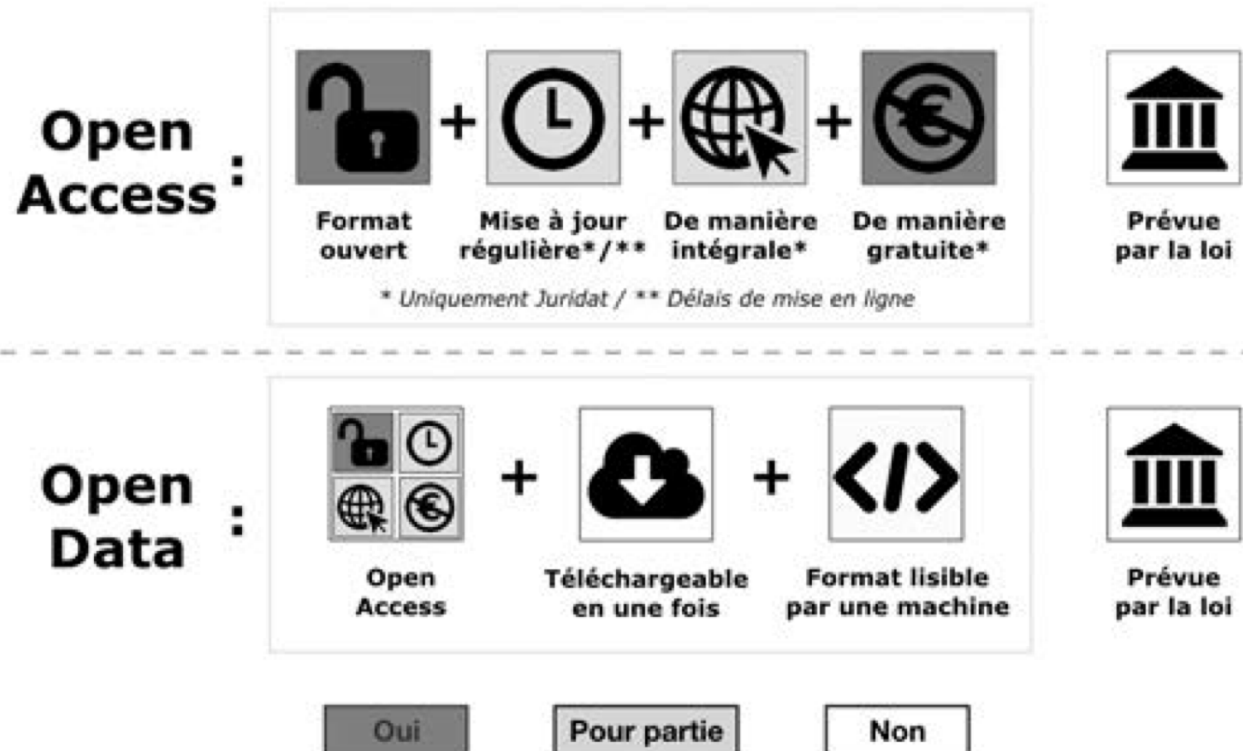 Open
Access :
Format
ouvert
Mise à jour
régulière*/**
De manière
intégrale*
De manière
gratuite*
Prévue
par la loi
* Uniquement Juridat / ** Délais de mise en ligne
Open
Data :
Open
Access
Téléchargeable
en une fois
Format lisible
par une machine
Prévue
par la loi
Oui
Pour partie
Non